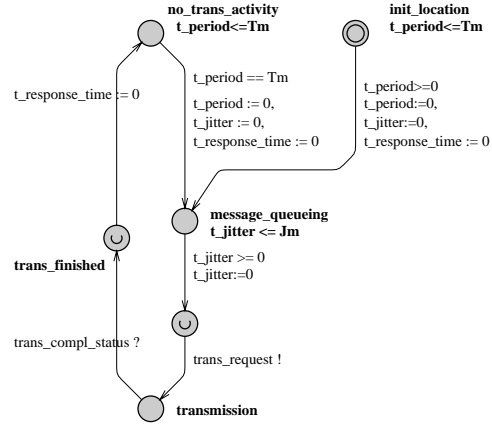 no_trans_activity
t_period<=Tm
init_location
t_period<=Tm
t_period == Tm
t_period := 0,
t_jitter := 0,
t_response_time := 0
t_period>=0
t_period:=0,
t_jitter:=0,
t_response_time := 0
t_response_time := 0
message_queueing
t_jitter <= Jm
trans_finished
t_jitter >= 0
t_jitter:=0
trans_compl_status ?
trans_request !
transmission